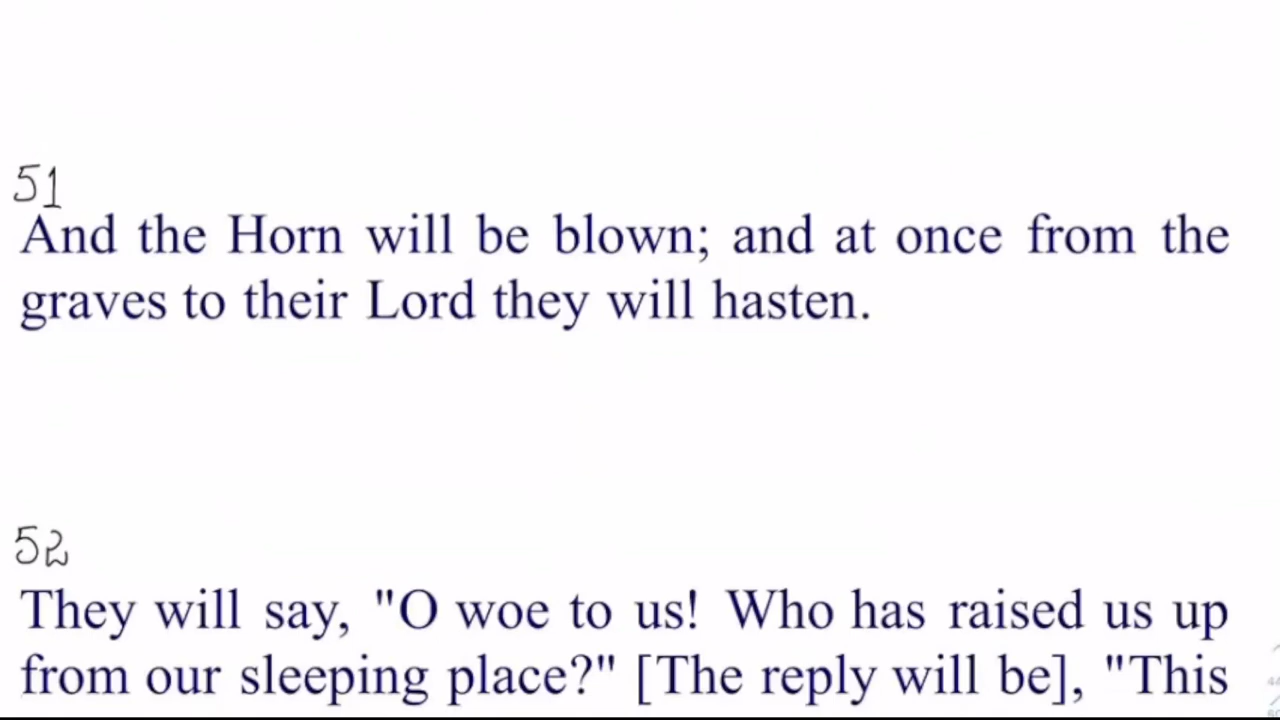 51
And the Horn will be blown; and at once from the
graves to their Lord they will hasten.
52
They will say, "O woe to us! Who has raised us up
from our sleeping place?" [The reply will be], "This